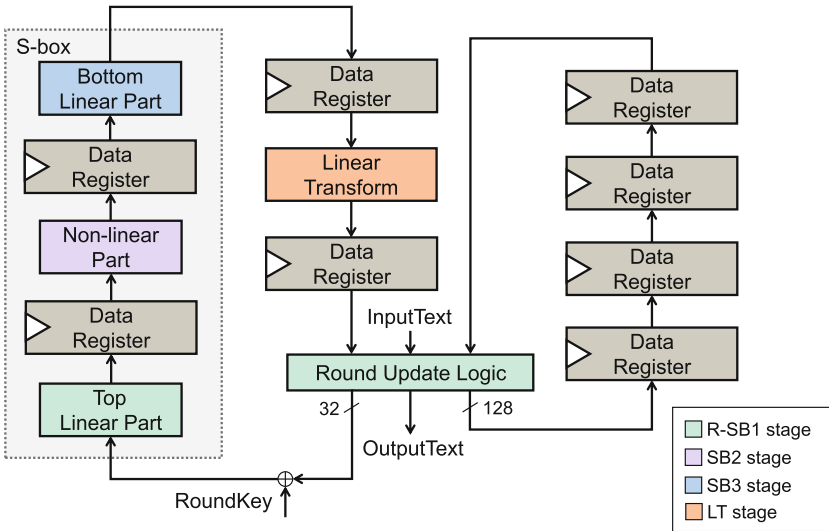 S-box
Bottom
Linear Part
Data
Register
Non-linear
Part
Data
Register
Top
Linear Part
Data
Register
Linear
Transform
Data
Register
InputText
Round Update Logic
32
128
OutputText
RoundKey
Data
Register
Data
Register
Data
Register
Data
Register
R-SB1 stage
SB2 stage
SB3 stage
LT stage